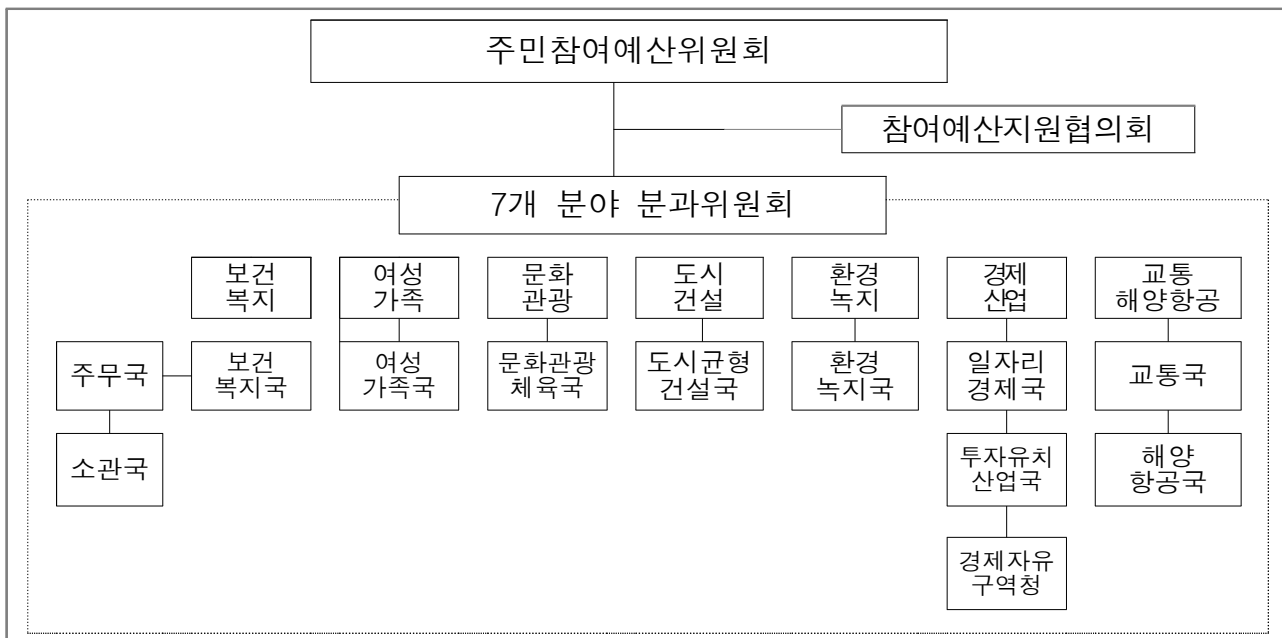 주민참여예산위원회
참여예산지원협의회
7개 분야 분과위원회
보건
복지
여성
가족
문화
관광
도시
건설
환경
녹지
경제
산업
교통
해양항공
주무국
보건
복지국
여성
가족국
문화관광
체육국
도시균형
건설국
환경
녹지국
일자리
경제국
교통국
소관국
투자유치
산업국
해양
항공국
경제자유
구역청